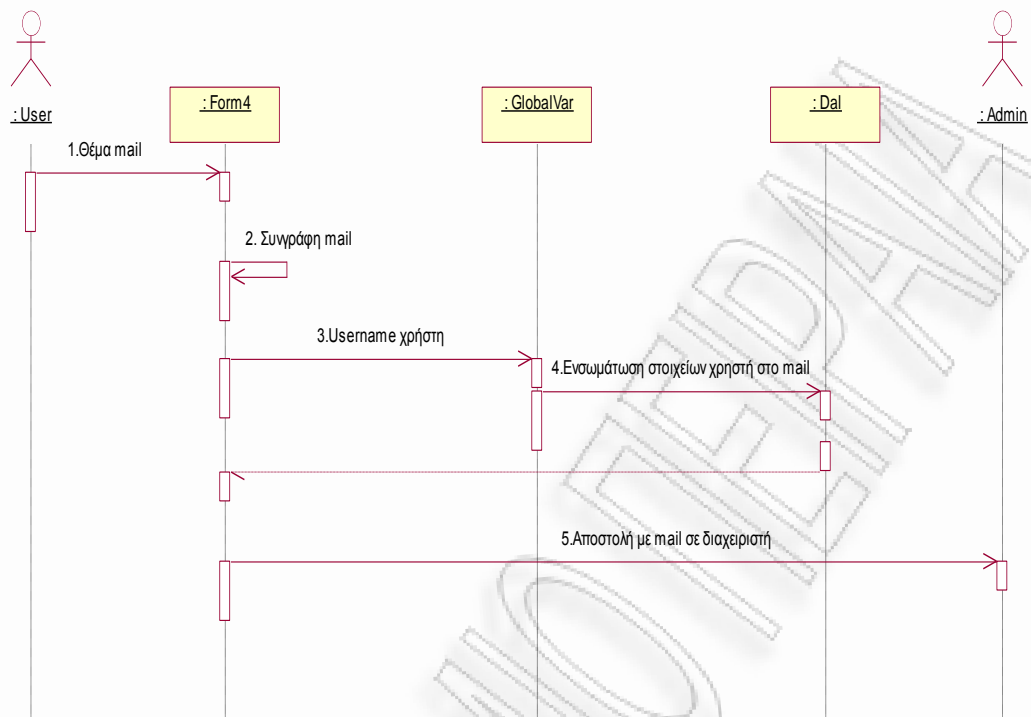 : User
: Form4
: GlobalVar
: Dal
: Admin
1.Θέμα mail
2. Συγγράφη mail
3.Username χρήστη
4.Ενσωμάτωση στοιχείων χρηστή στο mail
5.Αποστολή με mail σε διαχειριστή